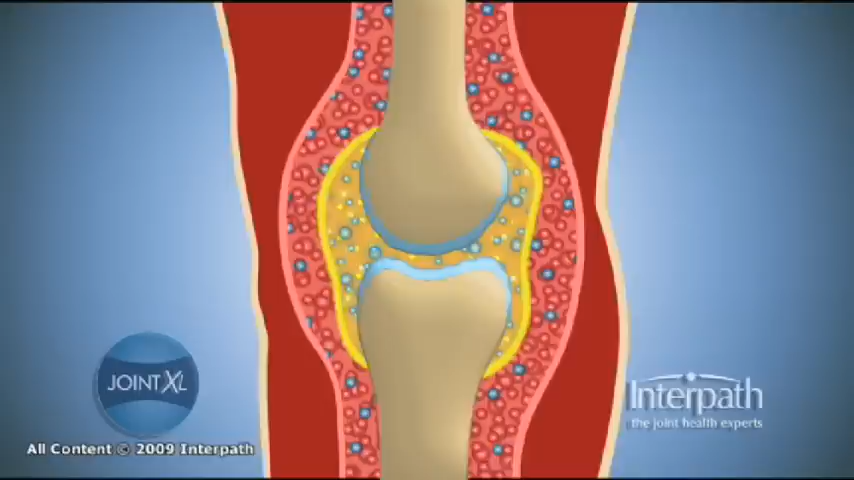 JOINT XL
Interpath
the joint health experts
All Content © 2009 Interpath